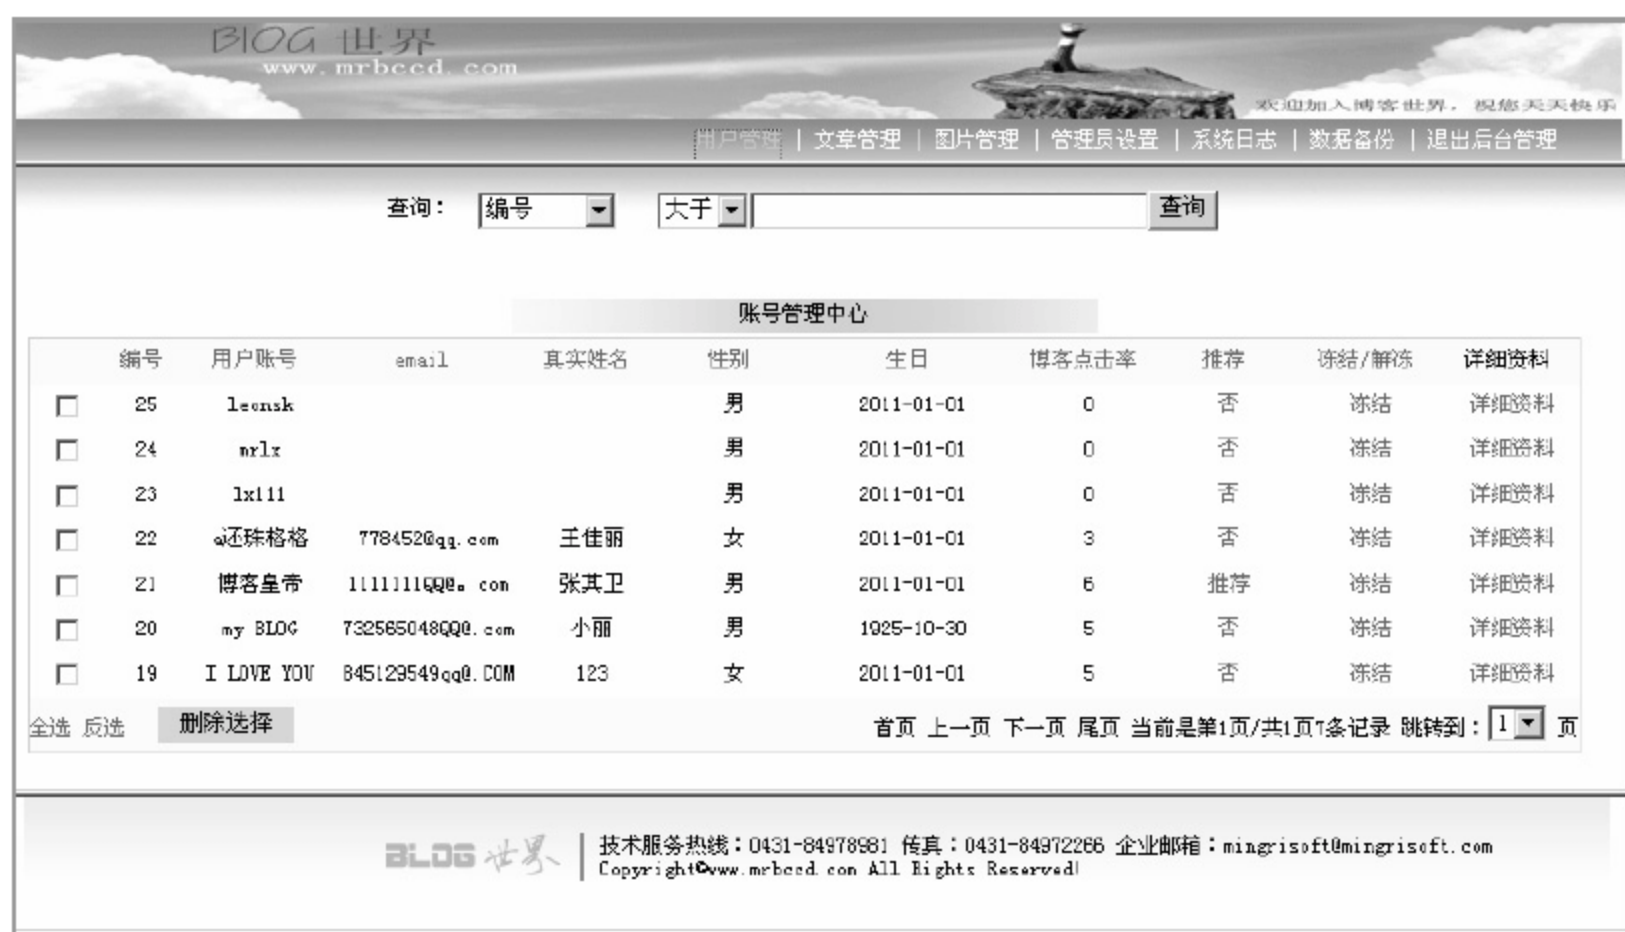 BlOG 世界
www.mrbccd.com
欢迎加入博客世界，祝您天天快乐
用户管理 | 文章管理 | 图片管理 | 管理员设置 | 系统日志 | 数据备份 | 退出后台管理
查询： 编号 大于 查询
账号管理中心
编号 用户账号 email 真实姓名 性别 生日 博客点击率 推荐 冻结/解冻 详细资料
25 leonsk 男 2011-01-01 0 否 冻结 详细资料
24 mrlx 男 2011-01-01 0 否 冻结 详细资料
23 lx111 男 2011-01-01 0 否 冻结 详细资料
22 a还珠格格 778452@qq.com 王佳丽 女 2011-01-01 3 否 冻结 详细资料
21 博客皇帝 1111111QQ@。com 张其卫 男 2011-01-01 6 推荐 冻结 详细资料
20 my BLOG 732565048QQ@.com 小丽 男 1925-10-30 5 否 冻结 详细资料
19 I LOVE YOU 845129549qq@.COM 123 女 2011-01-01 5 否 冻结 详细资料
全选 反选 删除选择 首页 上一页 下一页 尾页 当前是第1页/共1页7条记录 跳转到：1 页
BLOG 世界
技术服务热线：0431-84978981 传真：0431-84972266 企业邮箱：mingrisoft@mingrisoft.com
Copyright©www.mrbccd.com All Rights Reserved!